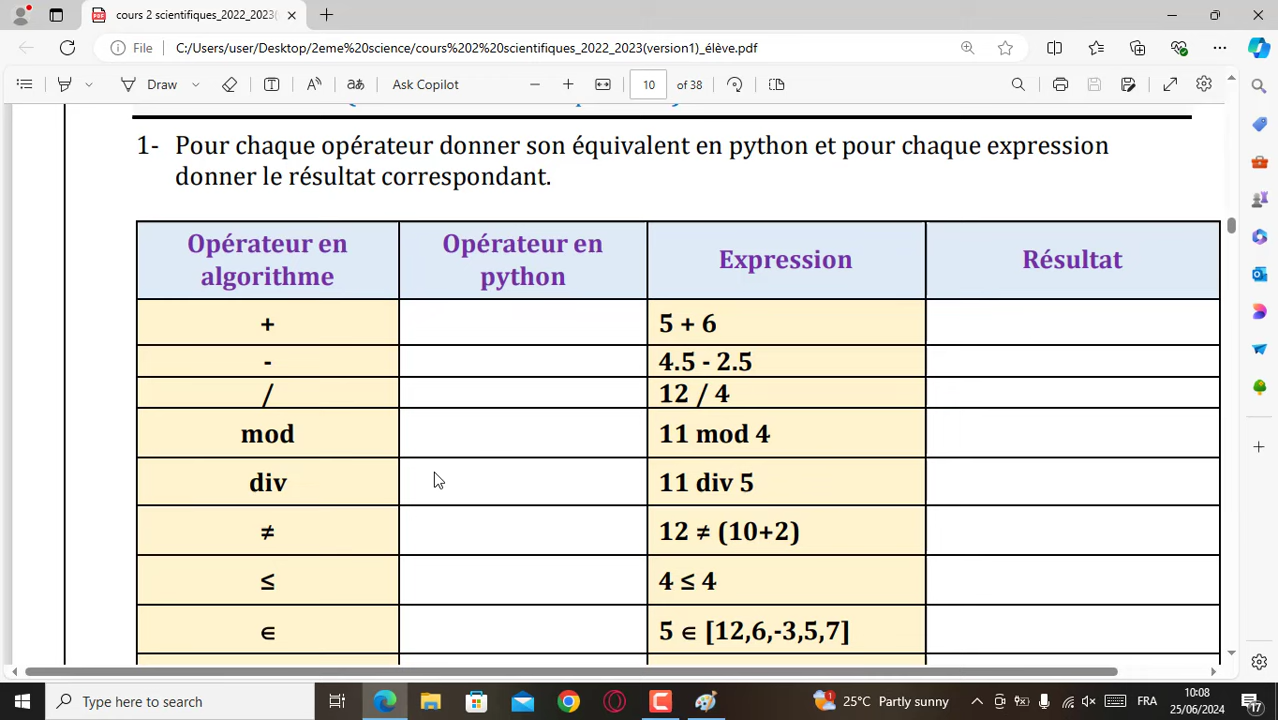 cours 2 scientifiques_2022_2023(
File
C:/Users/user/Desktop/2eme%20science/cours%202%20scientifiques_2022_2023(version1)_élève.pdf
Draw
Ask Copilot
10
of 38
1- Pour chaque opérateur donner son équivalent en python et pour chaque expression
donner le résultat correspondant.
Opérateur en
algorithme
Opérateur en
python
Expression
Résultat
+
5 + 6
-
4.5 - 2.5
/
12 / 4
mod
11 mod 4
div
11 div 5
≠
12 ≠ (10+2)
≤
4 ≤ 4
∈
5 ∈ [12,6,-3,5,7]
Type here to search
1
25°C Partly sunny
FRA
10:08
25/06/2024
17